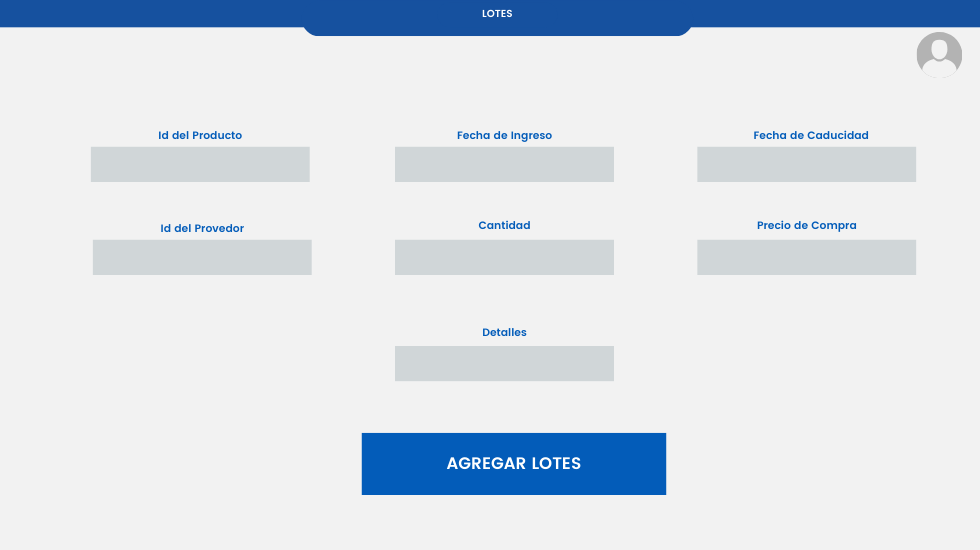 LOTES
Id del Producto
Fecha de Ingreso
Fecha de Caducidad
Id del Provedor
Cantidad
Precio de Compra
Detalles
AGREGAR LOTES